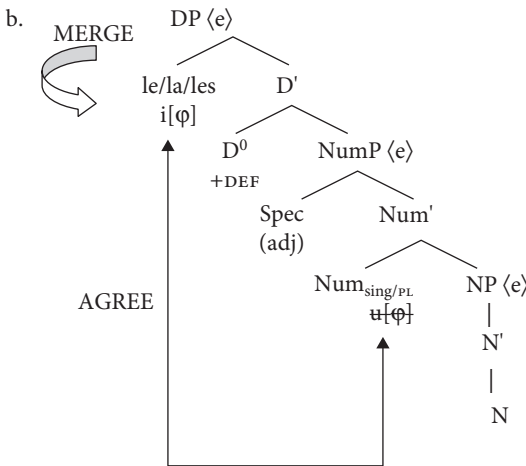 b. DP ⟨e⟩
MERGE
le/la/les D'
i[φ]
D⁰ NumP ⟨e⟩
+DEF
Spec Num'
(adj)
AGREE Numsing/PL NP ⟨e⟩
u[φ]
N'
N